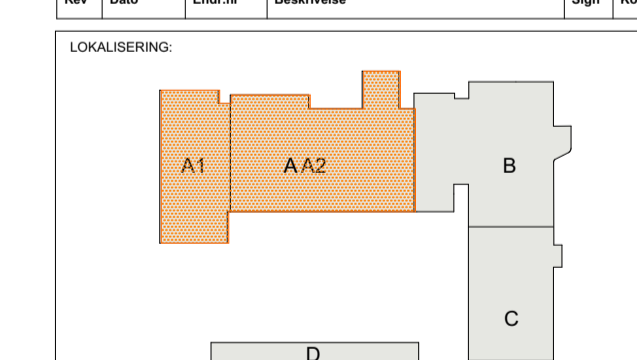 Rev Dato Endr.nr Beskrivelse Sign
LOKALISERING:
A1 A A2 B
C
D